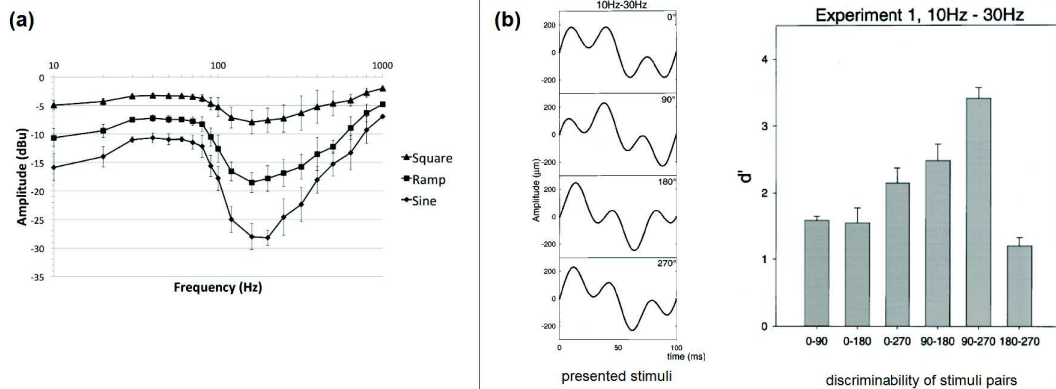 (a)
10 100 1000
0
-5
-10
-15
-20
-25
-30
-35
Amplitude (dBu)
Frequency (Hz)
Square
Ramp
Sine
(b)
10Hz-30Hz
0°
200
0
-200
90°
200
0
-200
180°
200
0
-200
270°
200
0
-200
Amplitude (µm)
0 50 100
time (ms)
presented stimuli
Experiment 1, 10Hz - 30Hz
4
3
2
1
0
d'
0-90 0-180 0-270 90-180 90-270 180-270
discriminability of stimuli pairs